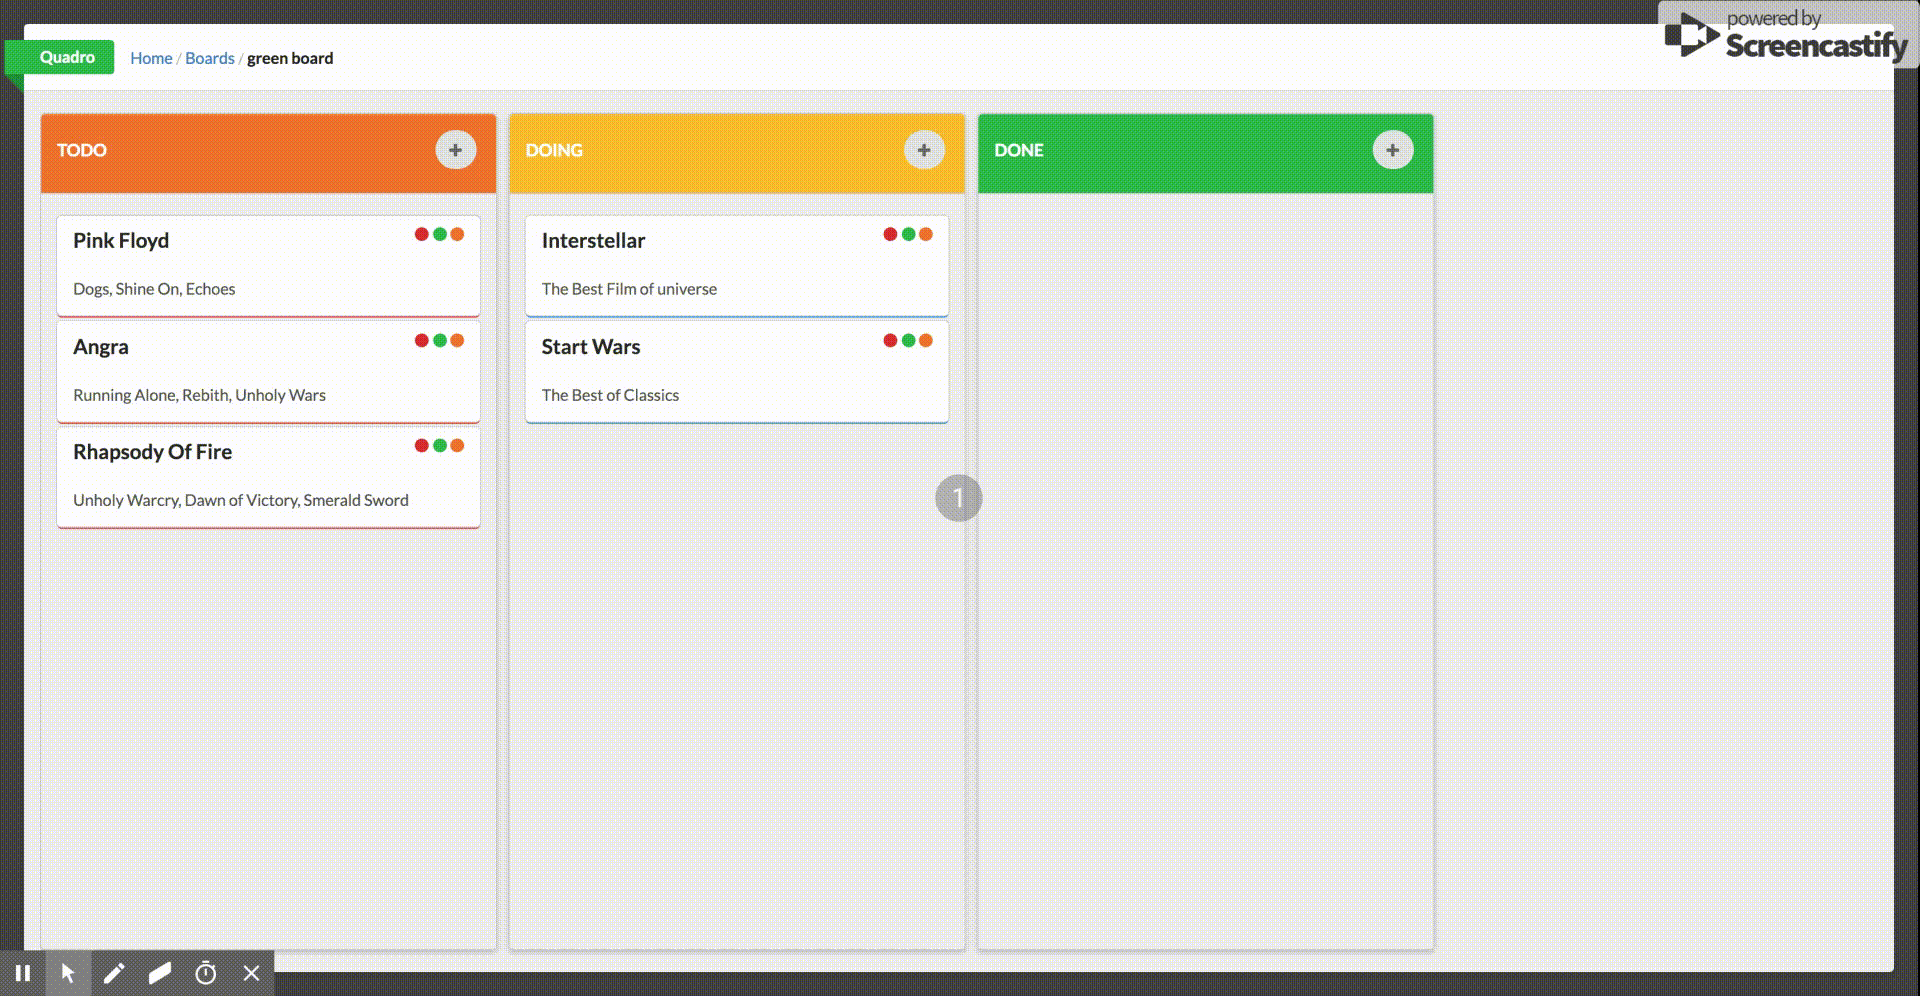 powered by
Screencastify
Quadro
Home / Boards / green board
TODO
+
DOING
+
DONE
+
Pink Floyd
Dogs, Shine On, Echoes
Angra
Running Alone, Rebith, Unholy Wars
Rhapsody Of Fire
Unholy Warcry, Dawn of Victory, Smerald Sword
Interstellar
The Best Film of universe
Start Wars
The Best of Classics
1